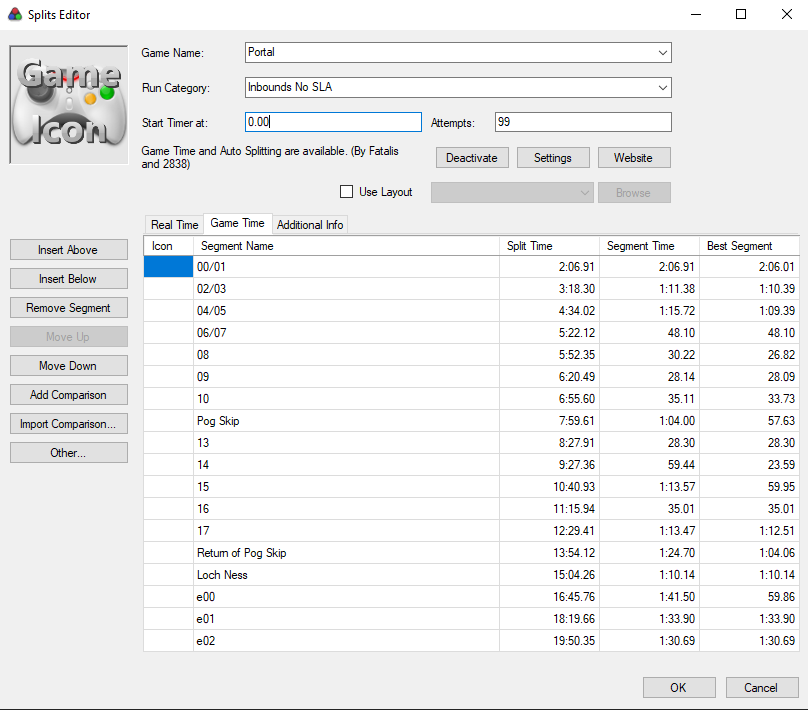 Splits Editor
Game Icon
Game Name: Portal
Run Category: Inbounds No SLA
Start Timer at: 0.00 Attempts: 99
Game Time and Auto Splitting are available. (By Fatalis
and 2838)
Deactivate Settings Website
Use Layout Browse
Real Time Game Time Additional Info
Insert Above
Insert Below
Remove Segment
Move Up
Move Down
Add Comparison
Import Comparison...
Other...
Icon Segment Name Split Time Segment Time Best Segment
00/01 2:06.91 2:06.91 2:06.01
02/03 3:18.30 1:11.38 1:10.39
04/05 4:34.02 1:15.72 1:09.39
06/07 5:22.12 48.10 48.10
08 5:52.35 30.22 26.82
09 6:20.49 28.14 28.09
10 6:55.60 35.11 33.73
Pog Skip 7:59.61 1:04.00 57.63
13 8:27.91 28.30 28.30
14 9:27.36 59.44 23.59
15 10:40.93 1:13.57 59.95
16 11:15.94 35.01 35.01
17 12:29.41 1:13.47 1:12.51
Return of Pog Skip 13:54.12 1:24.70 1:04.06
Loch Ness 15:04.26 1:10.14 1:10.14
e00 16:45.76 1:41.50 59.86
e01 18:19.66 1:33.90 1:33.90
e02 19:50.35 1:30.69 1:30.69
OK Cancel